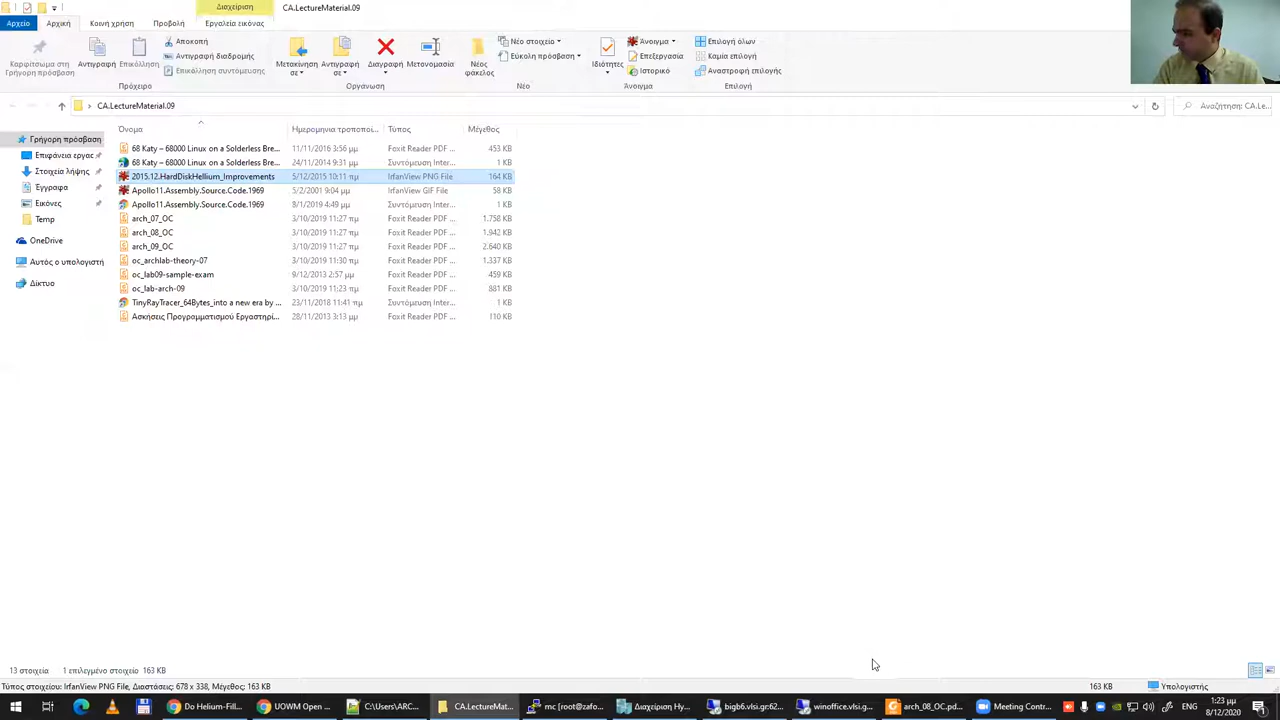 Διαχείριση
CA.LectureMaterial.09
Αρχείο
Αρχική
Κοινή χρήση
Προβολή
Εργαλεία εικόνας
Καρφίτσωμα στη
Γρήγορη πρόσβαση
Αντιγραφή
Επικόλληση
Αποκοπή
Αντιγραφή διαδρομής
Επικόλληση συντόμευσης
Μετακίνηση
σε
Αντιγραφή
σε
Διαγραφή
Μετονομασία
Νέος
φάκελος
Νέο στοιχείο
Εύκολη πρόσβαση
Ιδιότητες
Άνοιγμα
Επεξεργασία
Ιστορικό
Επιλογή όλων
Καμία επιλογή
Αναστροφή επιλογής
Πρόχειρο
Οργάνωση
Νέο
Άνοιγμα
Επιλογή
CA.LectureMaterial.09
Αναζήτηση: CA.Le...
Όνομα Ημερομηνία τροποποί... Τύπος Μέγεθος
Γρήγορη πρόσβαση
Επιφάνεια εργασ
Στοιχεία λήψης
Έγγραφα
Εικόνες
Temp
OneDrive
Αυτός ο υπολογιστή
Δίκτυο
68 Katy – 68000 Linux on a Solderless Bre... 11/11/2016 3:56 μμ Foxit Reader PDF ... 453 KB
68 Katy – 68000 Linux on a Solderless Bre... 24/11/2014 9:31 μμ Συντόμευση Inter... 1 KB
2015.12.HardDiskHellium_Improvements 5/12/2015 10:11 πμ IrfanView PNG File 164 KB
Apollo11.Assembly.Source.Code.1969 5/2/2001 9:04 μμ IrfanView GIF File 58 KB
Apollo11.Assembly.Source.Code.1969 8/1/2019 4:49 μμ Συντόμευση Inter... 1 KB
arch_07_OC 3/10/2019 11:27 πμ Foxit Reader PDF ... 1.758 KB
arch_08_OC 3/10/2019 11:27 πμ Foxit Reader PDF ... 1.942 KB
arch_09_OC 3/10/2019 11:27 πμ Foxit Reader PDF ... 2.640 KB
oc_archlab-theory-07 3/10/2019 11:30 πμ Foxit Reader PDF ... 1.337 KB
oc_lab09-sample-exam 9/12/2013 2:57 μμ Foxit Reader PDF ... 459 KB
oc_lab-arch-09 3/10/2019 11:23 πμ Foxit Reader PDF ... 881 KB
TinyRayTracer_64Bytes_into a new era by ... 23/11/2018 11:41 πμ Συντόμευση Inter... 1 KB
Ασκήσεις Προγραμματισμού Εργαστηρί... 28/11/2013 3:13 μμ Foxit Reader PDF ... 110 KB
13 στοιχεία 1 επιλεγμένο στοιχείο 163 KB
Τύπος στοιχείου: IrfanView PNG File, Διαστάσεις: 678 x 338, Μέγεθος: 163 KB
163 KB
Υπολογιστής
Do Helium-Fill...
UOWM Open ...
C:\Users\ARC...
CA.LectureMat...
mc [root@zafo...
Διαχείριση Hy...
bigb6.vlsi.gr:62...
winoffice.vlsi.g...
arch_08_OC.pd...
Meeting Contr...
1:23 μμ
8/12/2020